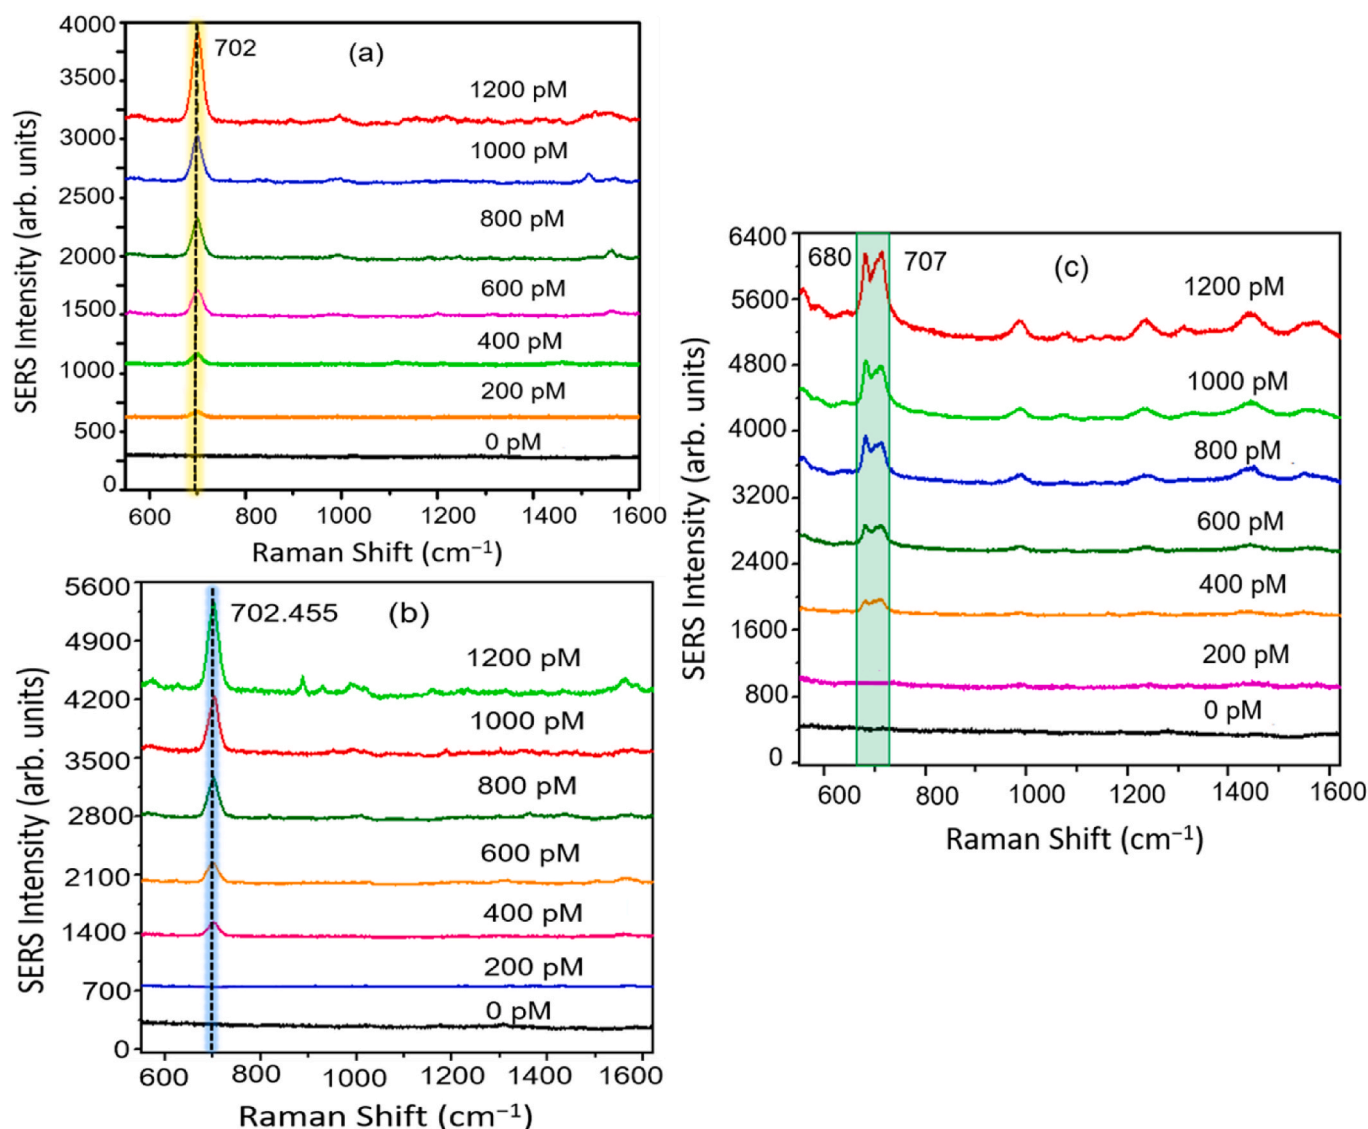 4000
702
(a)
3500
1200 pM
3000
1000 pM
2500
800 pM
2000
600 pM
1500
400 pM
1000
200 pM
500
0 pM
0
SERS Intensity (arb. units)
600 800 1000 1200 1400 1600
Raman Shift (cm⁻¹)
5600
702.455
(b)
4900
1200 pM
4200
1000 pM
3500
800 pM
2800
600 pM
2100
400 pM
1400
200 pM
700
0 pM
0
SERS Intensity (arb. units)
600 800 1000 1200 1400 1600
Raman Shift (cm⁻¹)
6400
680 707
(c)
1200 pM
5600
1000 pM
4800
4000
800 pM
3200
600 pM
2400
400 pM
1600
200 pM
800
0 pM
0
SERS Intensity (arb. units)
600 800 1000 1200 1400 1600
Raman Shift (cm⁻¹)